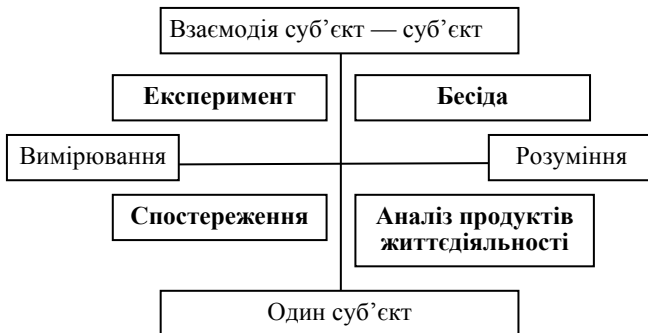 Взаємодія суб’єкт — суб’єкт
Експеримент
Бесіда
Вимірювання
Розуміння
Спостереження
Аналіз продуктів
життєдіяльності
Один суб’єкт